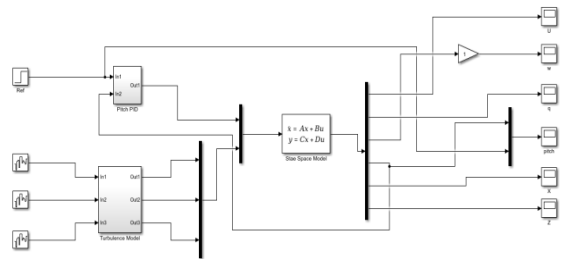 U
1
w
Ref
In1
In2
Out1
Pitch PID
q
ẋ = Ax + Bu
y = Cx + Du
Stae Space Model
pitch
In1
In2
In3
Out1
Out2
Out3
Turbulence Model
X
Z